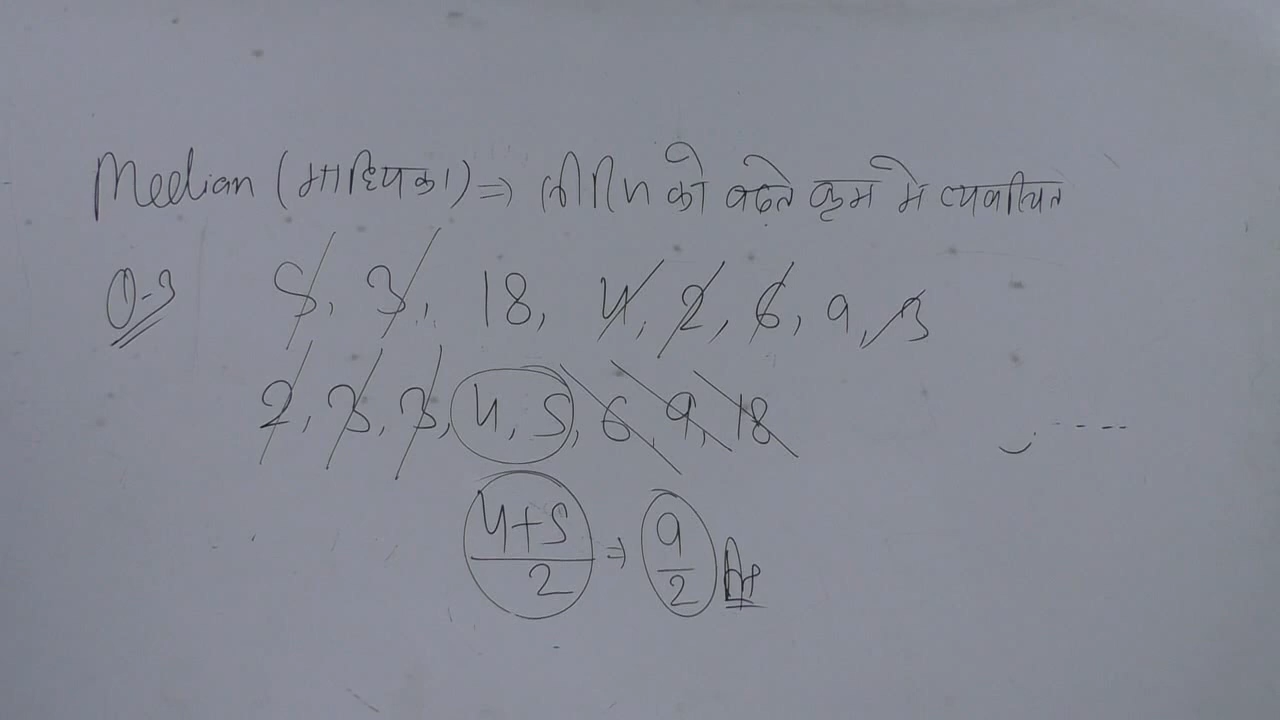 Median (माध्यिका) ⇒ को बढ़ते क्रम मे व्यवस्थित
Q-3 5, 3, 18, 4, 2, 6, 9, 3
2, 3, 3, 4, 5, 6, 9, 18
4+5/2 ⇒ 9/2 Ans